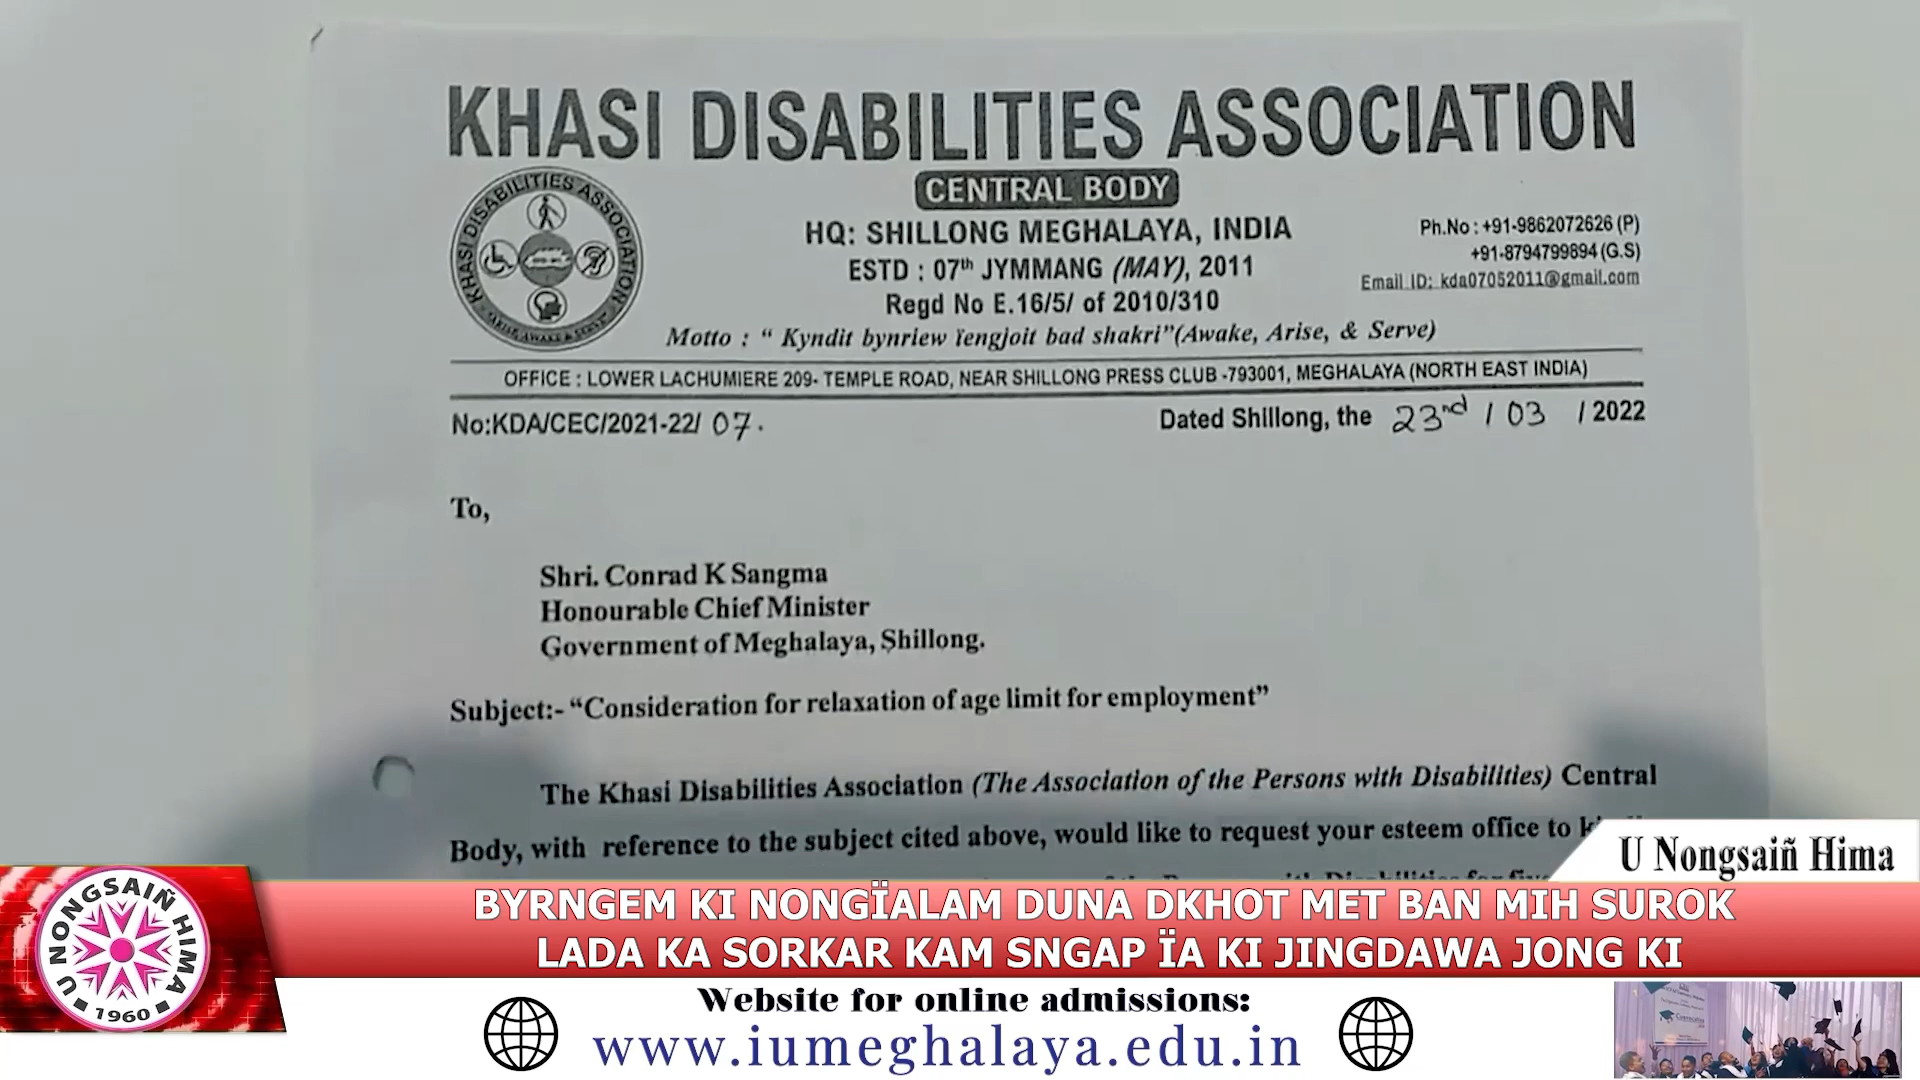 KHASI DISABILITIES ASSOCIATION
CENTRAL BODY
HQ: SHILLONG MEGHALAYA, INDIA
ESTD : 07th JYMMANG (MAY), 2011
Regd No E.16/5/ of 2010/310
Motto : “ Kyndit bynriew ïengjoit bad shakri”(Awake, Arise, & Serve)
Ph.No : +91-9862072626 (P)
+91-8794799894 (G.S)
Email ID: kda07052011@gmail.com
KHASI DISABILITIES ASSOCIATION
OFFICE : LOWER LACHUMIERE 209- TEMPLE ROAD, NEAR SHILLONG PRESS CLUB -793001, MEGHALAYA (NORTH EAST INDIA)
No:KDA/CEC/2021-22/ 07.
Dated Shillong, the 23nd / 03 / 2022
To,
Shri. Conrad K Sangma
Honourable Chief Minister
Government of Meghalaya, Shillong.
Subject:- “Consideration for relaxation of age limit for employment”
The Khasi Disabilities Association (The Association of the Persons with Disabilities) Central
Body, with reference to the subject cited above, would like to request your esteem office to
U Nongsaiñ Hima
BYRNGEM KI NONGÏALAM DUNA DKHOT MET BAN MIH SUROK
LADA KA SORKAR KAM SNGAP ÏA KI JINGDAWA JONG KI
U NONGSAIÑ HIMA
1960
Website for online admissions:
www.iumeghalaya.edu.in